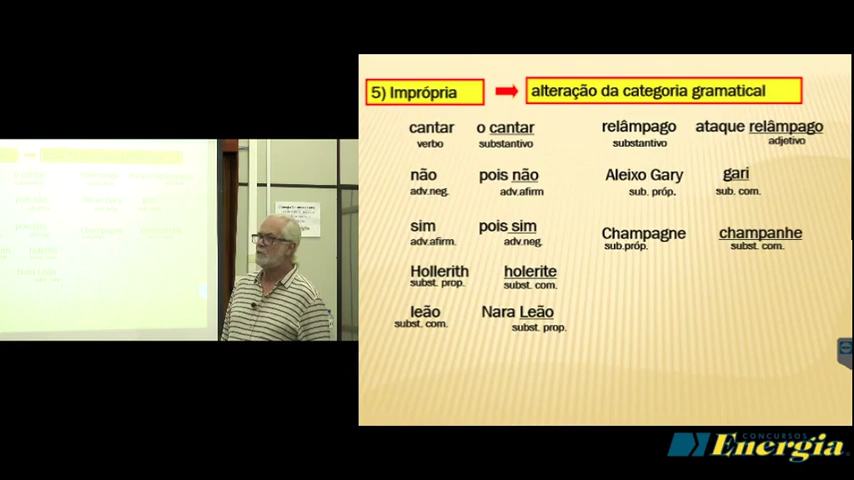 5) Imprópria
alteração da categoria gramatical
cantar o cantar relâmpago ataque relâmpago
verbo substantivo substantivo adjetivo
não pois não Aleixo Gary gari
adv.neg. adv.afirm sub. próp. sub. com.
sim pois sim Champagne champanhe
adv.afirm. adv.neg. sub.próp. subst. com.
Hollerith holerite
subst. prop. subst. com.
leão Nara Leão
subst. com. subst. prop.
CONCURSOS
Energia